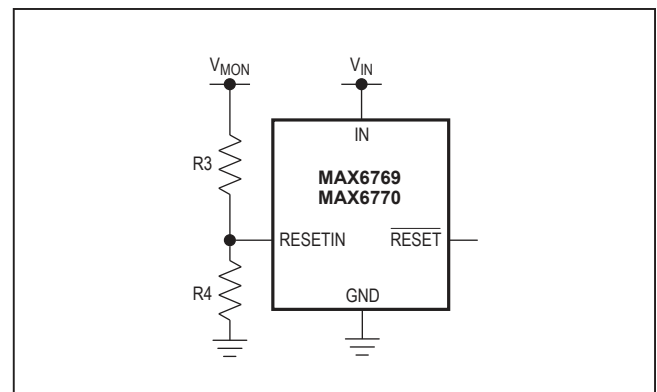 V_MON
V_IN
IN
R3
MAX6769
MAX6770
RESETIN
RESET
R4
GND